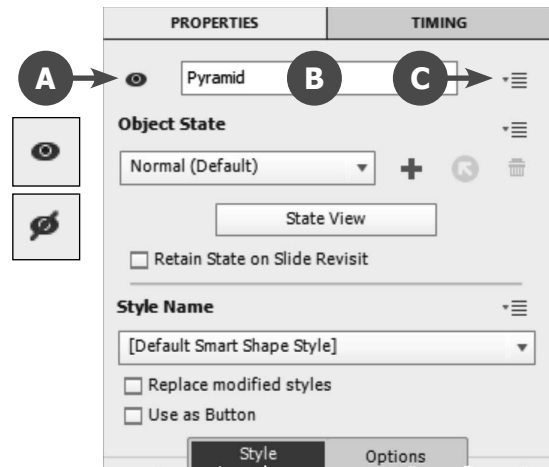 PROPERTIES TIMING
A Pyramid B C
Object State
Normal (Default)
State View
Retain State on Slide Revisit
Style Name
[Default Smart Shape Style]
Replace modified styles
Use as Button
Style Options